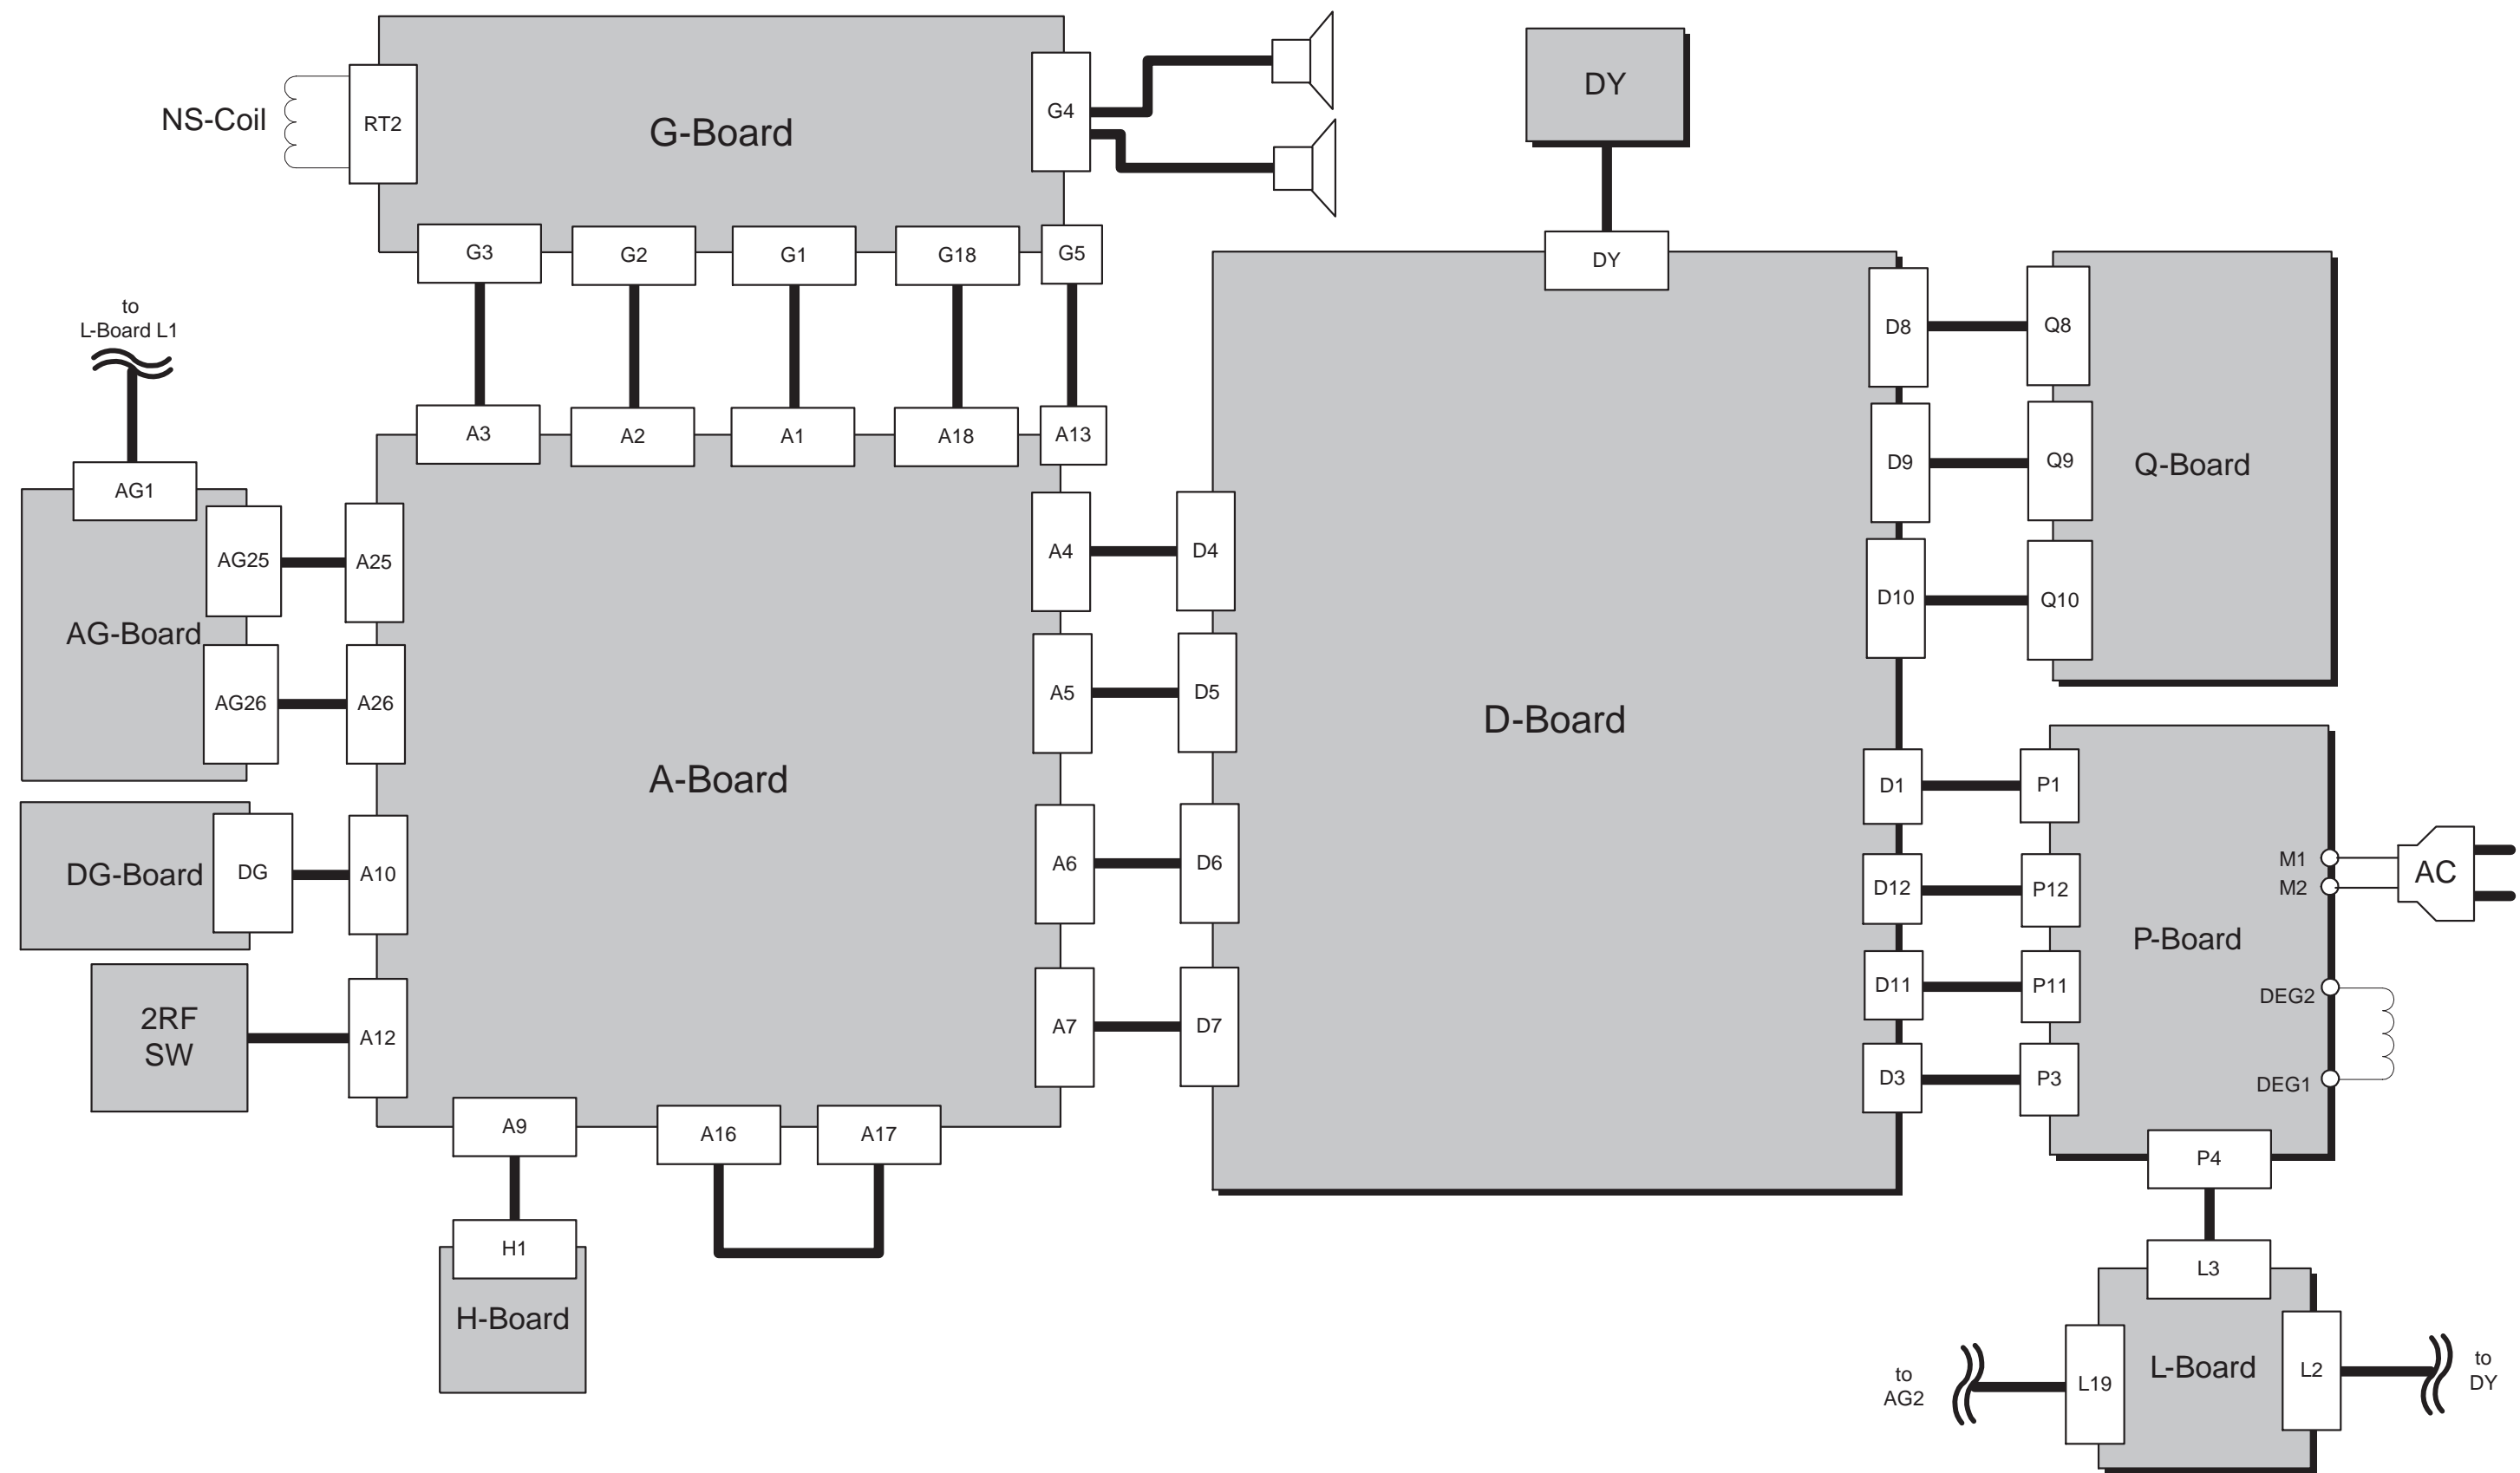 DY
G4
RT2
NS-Coil
G-Board
G3
G2
G1
G18
G5
DY
to
L-Board L1
D8
Q8
A3
A2
A1
A18
A13
D9
Q9
Q-Board
AG1
AG25
A25
A4
D4
D10
Q10
AG-Board
AG26
A26
A5
D5
D-Board
A-Board
D1
P1
DG-Board
DG
A10
A6
D6
D12
P12
M1
M2
AC
P-Board
2RF
SW
A12
A7
D7
D11
P11
DEG2
D3
P3
DEG1
A9
A16
A17
P4
H1
L3
H-Board
to
AG2
L19
L-Board
L2
to
DY